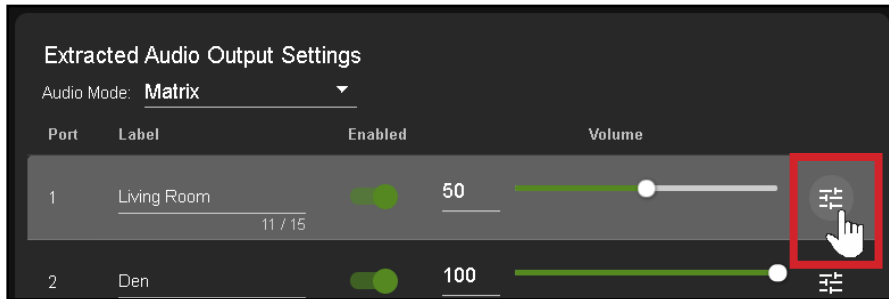 Extracted Audio Output Settings
Audio Mode: Matrix
Port Label Enabled Volume
1 Living Room 50
11 / 15
2 Den 100